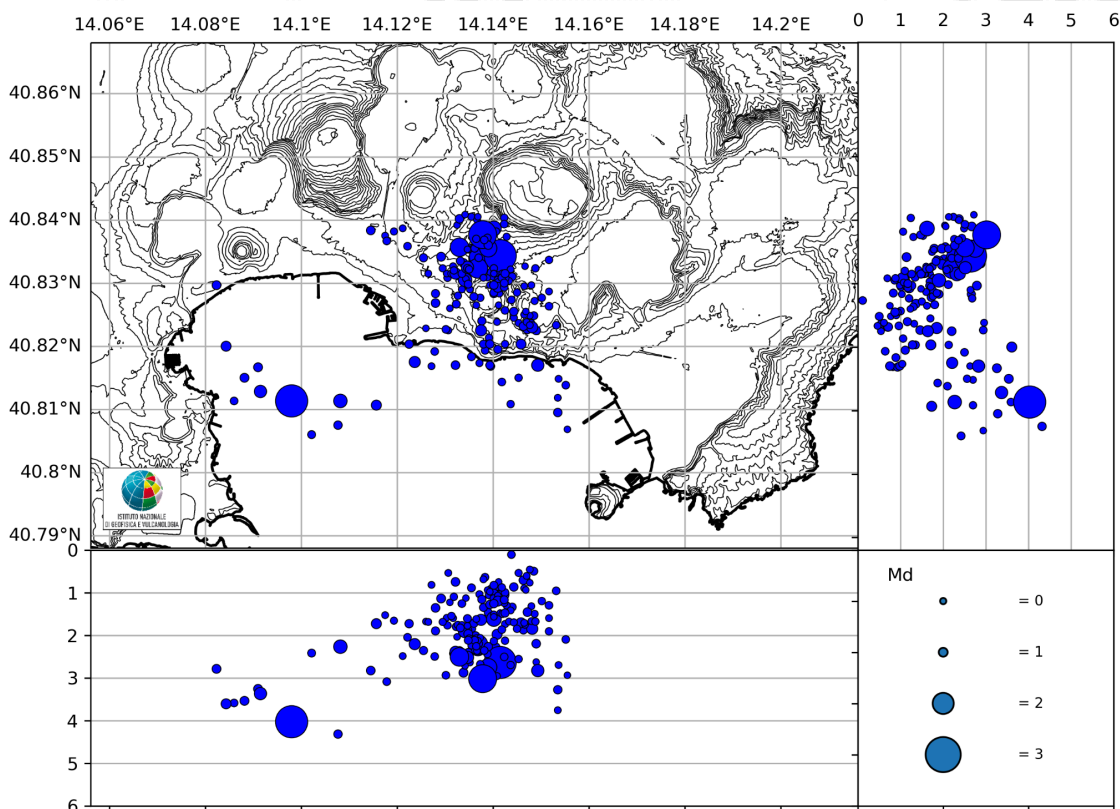 14.06°E 14.08°E 14.1°E 14.12°E 14.14°E 14.16°E 14.18°E 14.2°E 0 1 2 3 4 5 6
40.86°N
40.85°N
40.84°N
40.83°N
40.82°N
40.81°N
40.8°N
40.79°N
ISTITUTO NAZIONALE
DI GEOFISICA E VULCANOLOGIA
0
1
2
3
4
5
6
Md
= 0
= 1
= 2
= 3